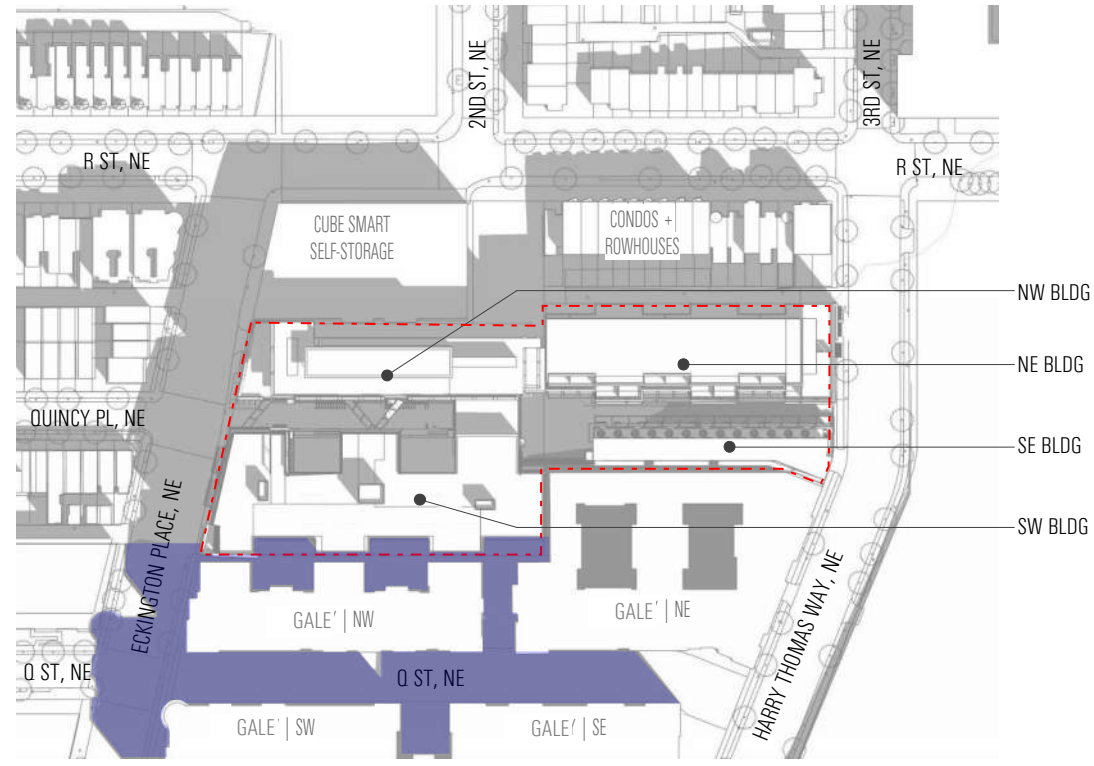 2ND ST, NE
3RD ST, NE
R ST, NE
R ST, NE
CUBE SMART
SELF-STORAGE
CONDOS +
ROWHOUSES
NW BLDG
NE BLDG
QUINCY PL, NE
SE BLDG
SW BLDG
ECKINGTON PLACE, NE
GALE' | NW
GALE' | NE
HARRY THOMAS WAY, NE
Q ST, NE
Q ST, NE
GALE' | SW
GALE' | SE